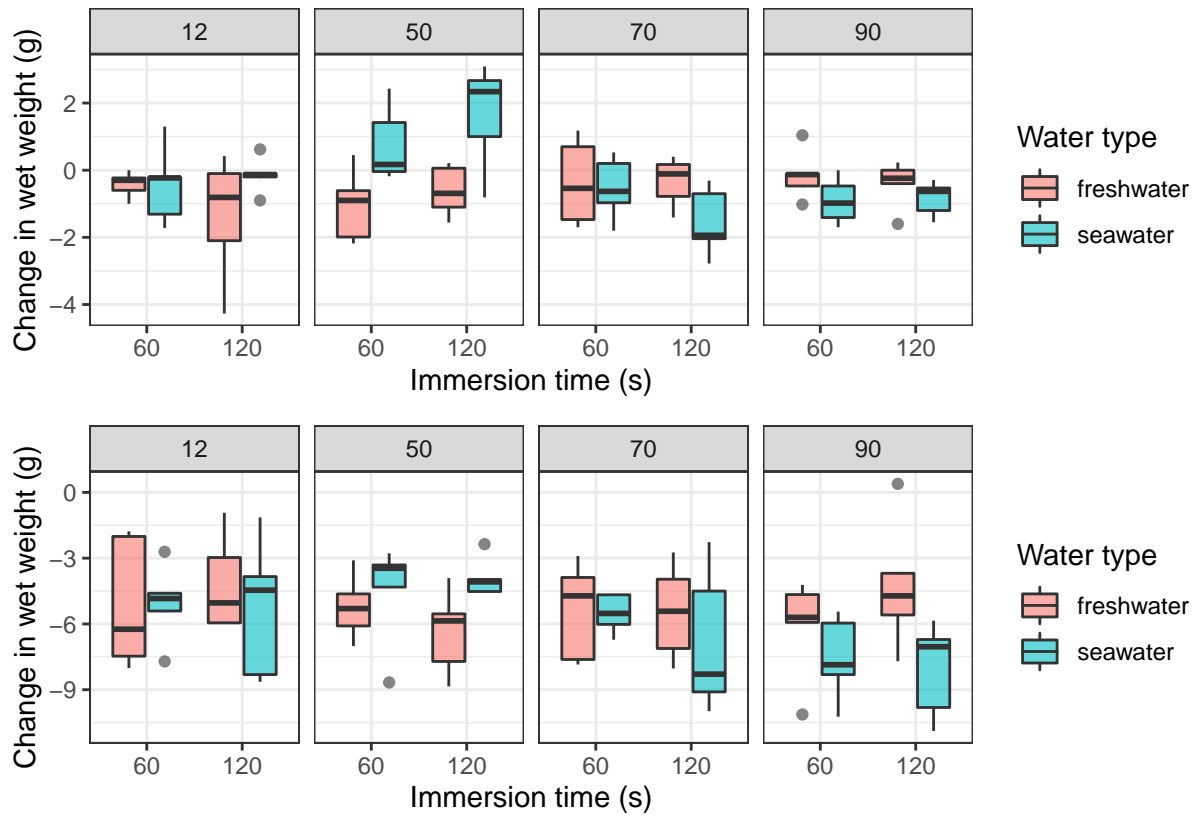 12 50 70 90
Change in wet weight (g)
2
0
−2
−4
60 120 60 120 60 120 60 120
Immersion time (s)
Water type
freshwater
seawater
12 50 70 90
Change in wet weight (g)
0
−3
−6
−9
60 120 60 120 60 120 60 120
Immersion time (s)
Water type
freshwater
seawater